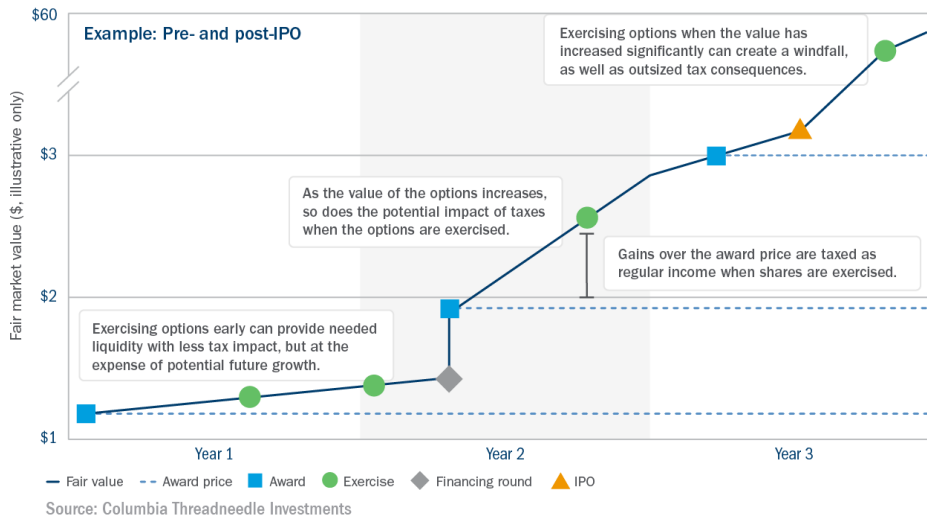 $60
Example: Pre- and post-IPO
Exercising options when the value has
increased significantly can create a windfall,
as well as outsized tax consequences.
Fair market value ($, illustrative only)
$3
As the value of the options increases,
so does the potential impact of taxes
when the options are exercised.
Gains over the award price are taxed as
regular income when shares are exercised.
$2
Exercising options early can provide needed
liquidity with less tax impact, but at the
expense of potential future growth.
$1
Year 1 Year 2 Year 3
Fair value Award price Award Exercise Financing round IPO
Source: Columbia Threadneedle Investments